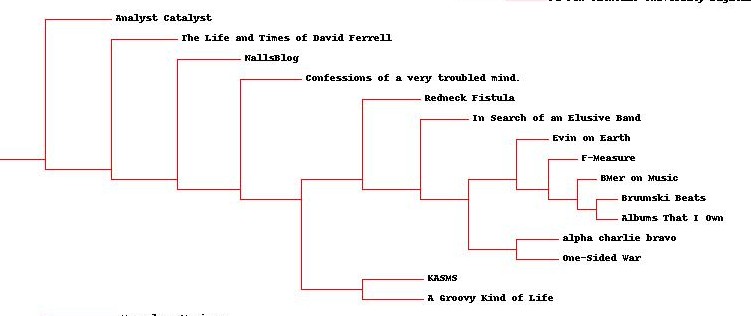 Analyst Catalyst
The Life and Times of David Ferrell
NallsBlog
Confessions of a very troubled mind.
Redneck Fistula
In Search of an Elusive Band
Evin on Earth
F-Measure
BMer on Music
Bruumski Beats
Albums That I Own
alpha charlie bravo
One-Sided War
KASMS
A Groovy Kind of Life